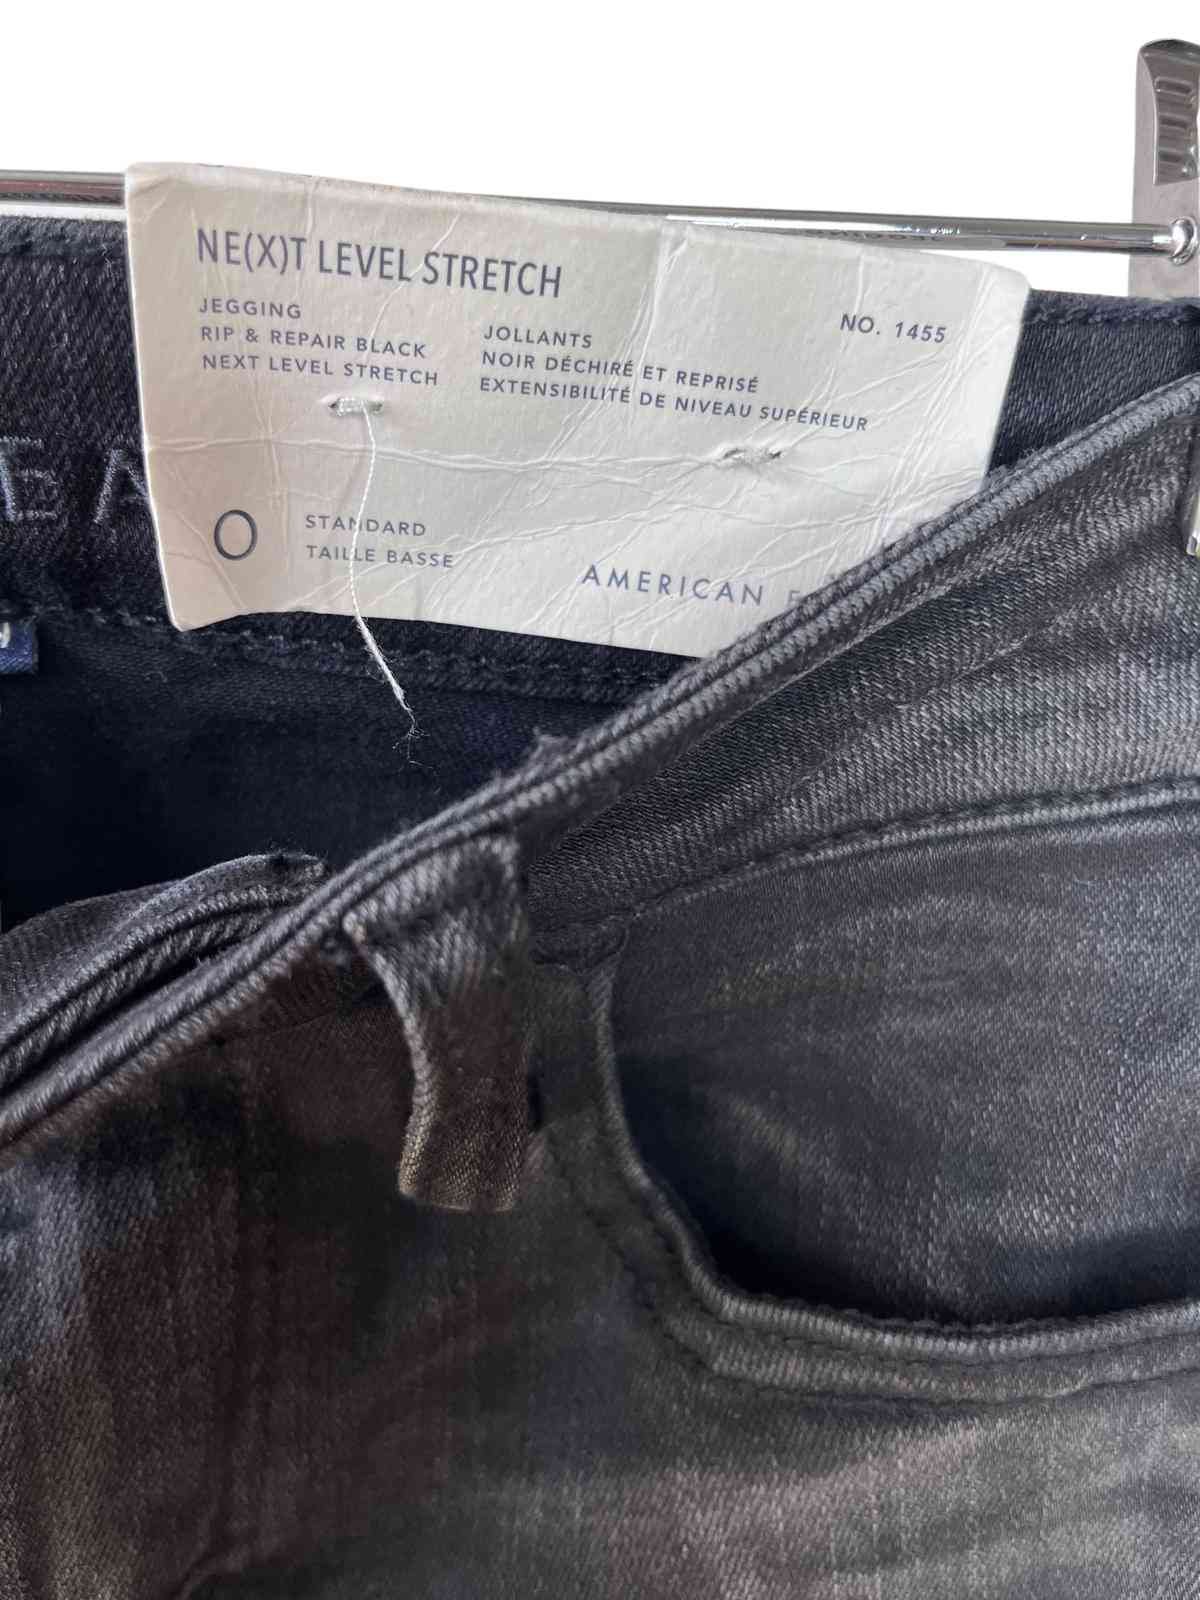 NE(X)T LEVEL STRETCH
JEGGING
RIP & REPAIR BLACK
NEXT LEVEL STRETCH
JOLLANTS
NOIR DÉCHIRÉ ET REPRISÉ
EXTENSIBILITÉ DE NIVEAU SUPÉRIEUR
NO. 1455
0
STANDARD
TAILLE BASSE
AMERICAN
EA